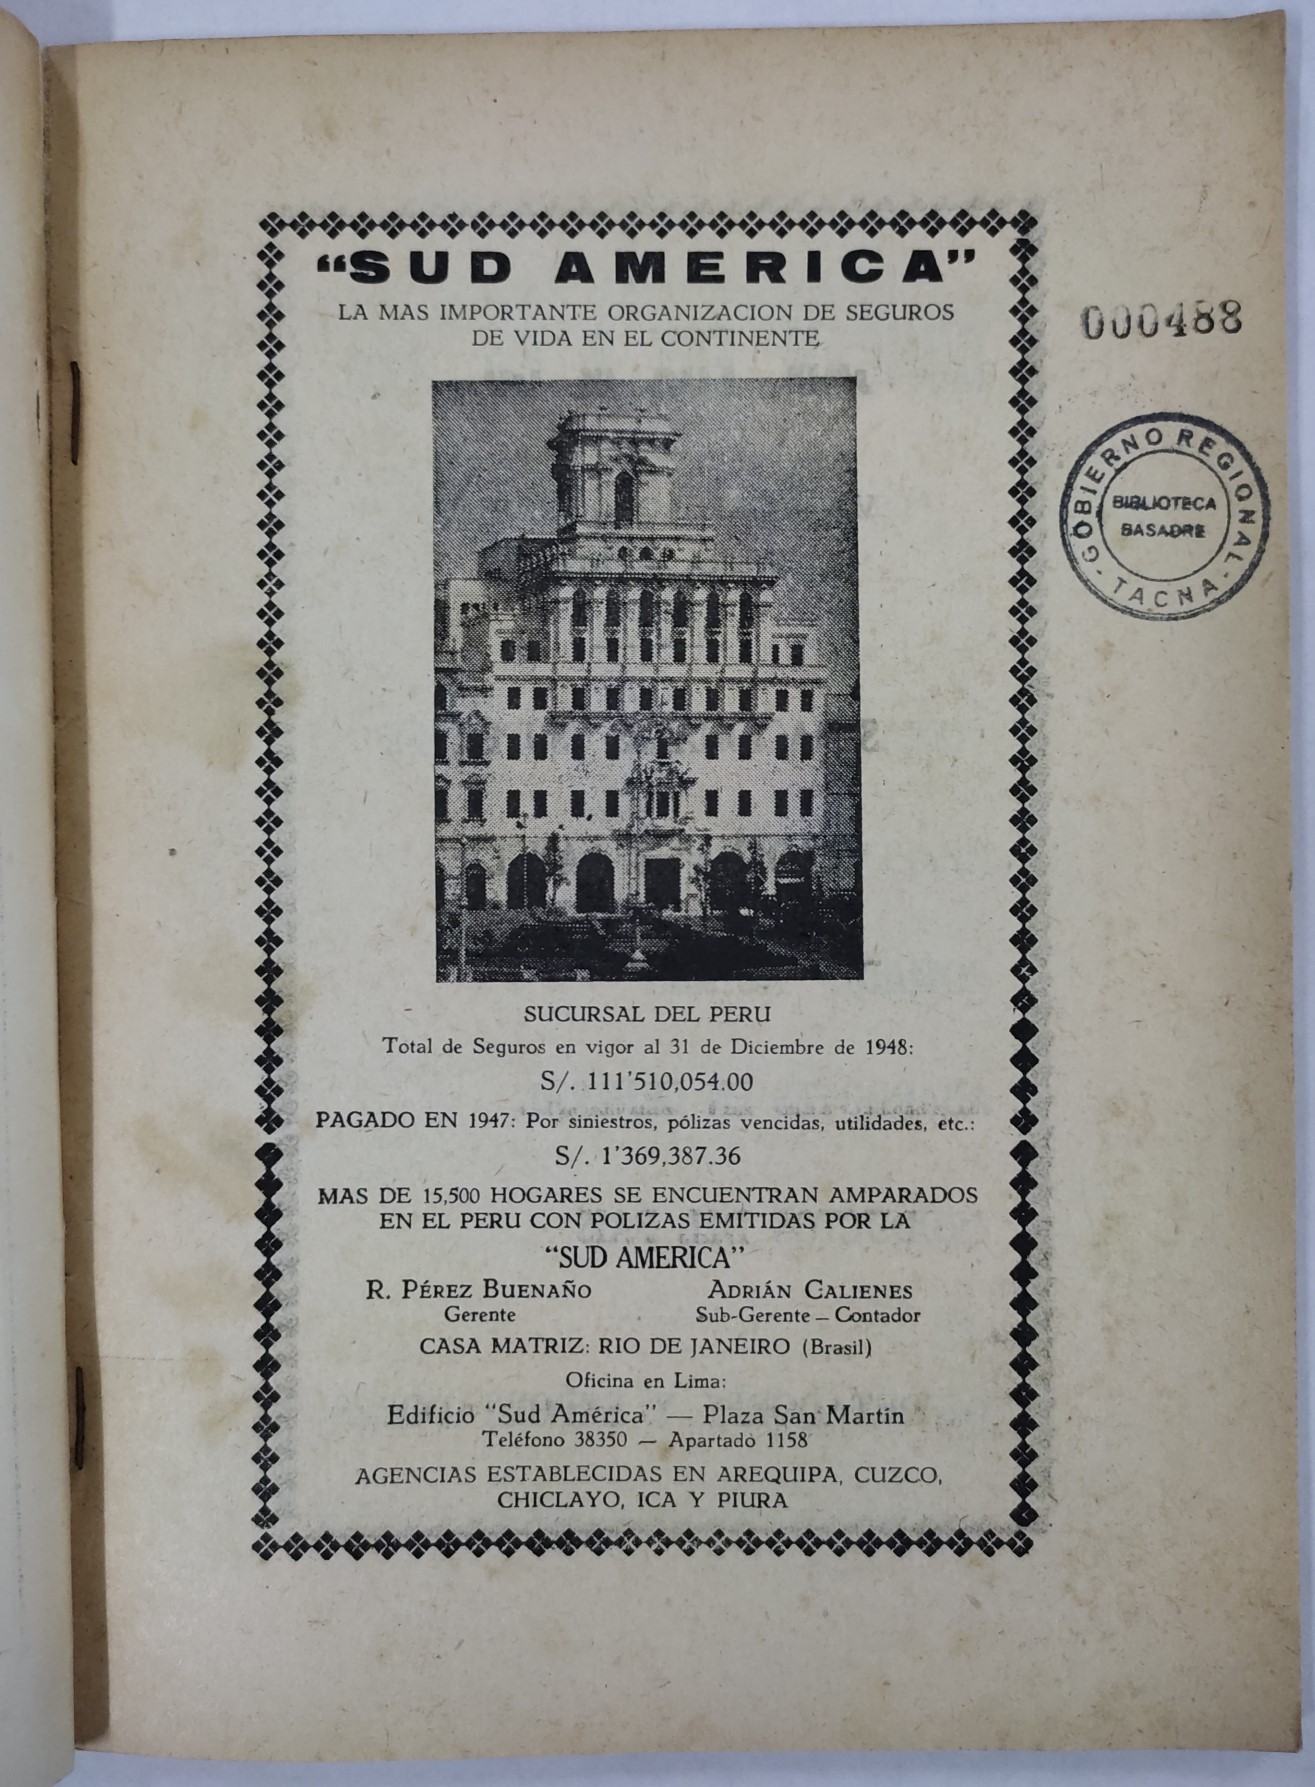 “SUD AMERICA”
LA MAS IMPORTANTE ORGANIZACION DE SEGUROS
DE VIDA EN EL CONTINENTE
000488
GOBIERNO REGIONAL
BIBLIOTECA
BASADRE
- TACNA -
SUCURSAL DEL PERU
Total de Seguros en vigor al 31 de Diciembre de 1948:
S/. 111'510,054.00
PAGADO EN 1947: Por siniestros, pólizas vencidas, utilidades, etc.:
S/. 1'369,387.36
MAS DE 15,500 HOGARES SE ENCUENTRAN AMPARADOS
EN EL PERU CON POLIZAS EMITIDAS POR LA
“SUD AMERICA”
R. PÉREZ BUENAÑO ADRIÁN CALIENES
Gerente Sub-Gerente — Contador
CASA MATRIZ: RIO DE JANEIRO (Brasil)
Oficina en Lima:
Edificio “Sud América” — Plaza San Martín
Teléfono 38350 — Apartado 1158
AGENCIAS ESTABLECIDAS EN AREQUIPA, CUZCO,
CHICLAYO, ICA Y PIURA